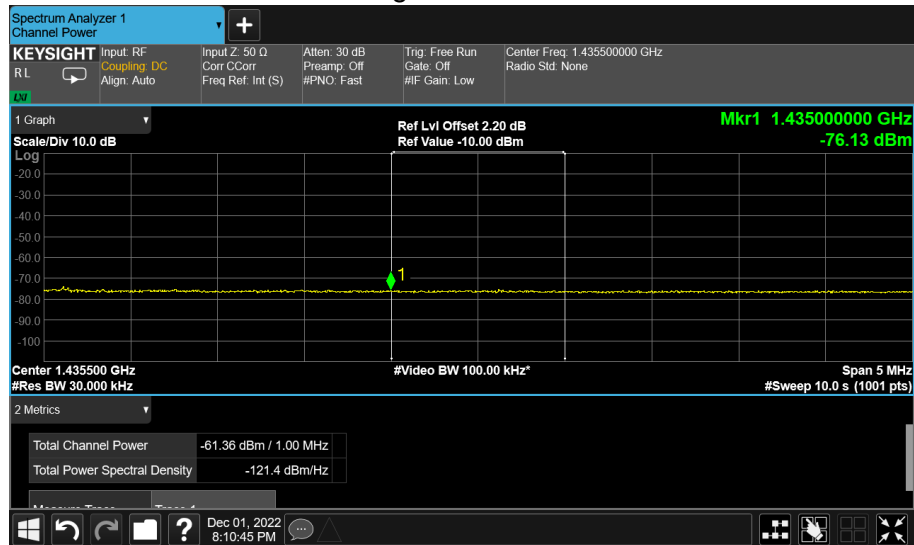 Spectrum Analyzer 1
Channel Power
KEYSIGHT
RL
LXI
Input: RF
Coupling: DC
Align: Auto
Input Z: 50 Ω
Corr CCorr
Freq Ref: Int (S)
Atten: 30 dB
Preamp: Off
#PNO: Fast
Trig: Free Run
Gate: Off
#IF Gain: Low
Center Freq: 1.435500000 GHz
Radio Std: None
1 Graph
Scale/Div 10.0 dB
Ref Lvl Offset 2.20 dB
Ref Value -10.00 dBm
Mkr1 1.435000000 GHz
-76.13 dBm
Log
-20.0
-30.0
-40.0
-50.0
-60.0
-70.0
-80.0
-90.0
-100
1
Center 1.435500 GHz
#Res BW 30.000 kHz
#Video BW 100.00 kHz*
Span 5 MHz
#Sweep 10.0 s (1001 pts)
2 Metrics
Total Channel Power -61.36 dBm / 1.00 MHz
Total Power Spectral Density -121.4 dBm/Hz
?
Dec 01, 2022
8:10:45 PM